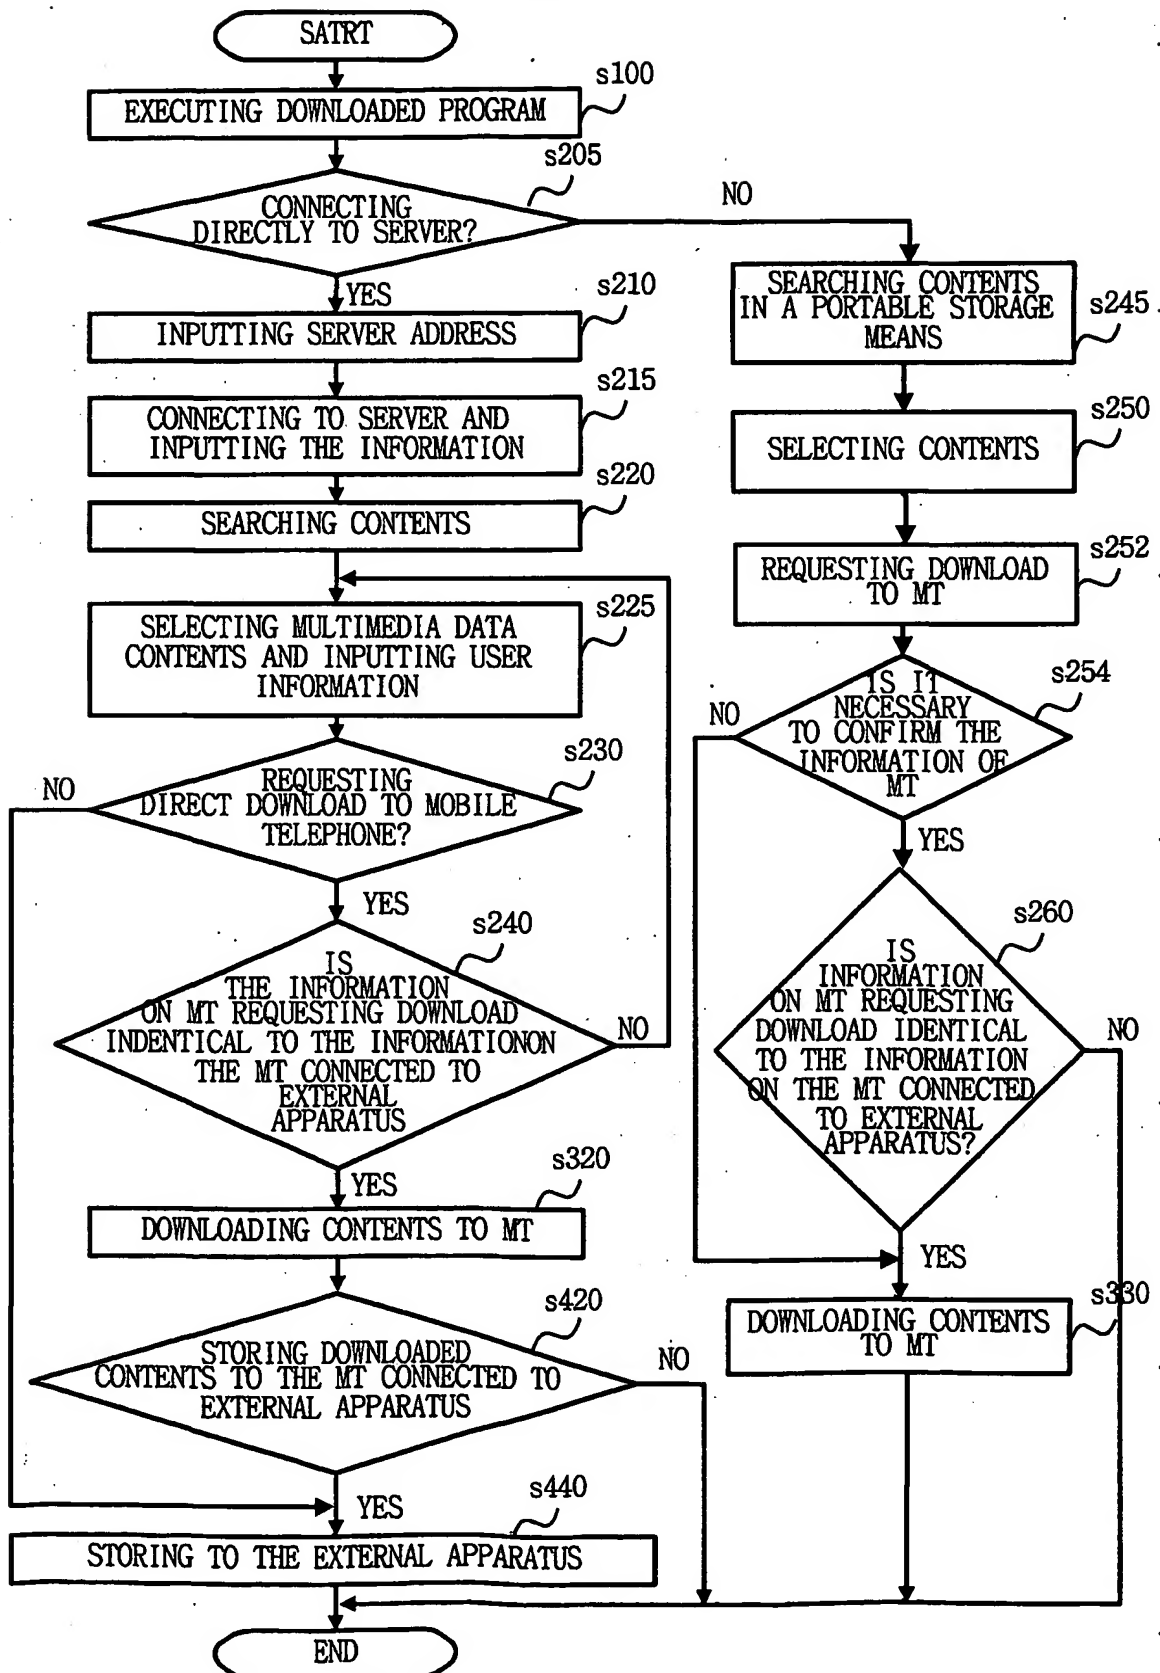 SATRT
s100
EXECUTING DOWNLOADED PROGRAM
s205
CONNECTING
DIRECTLY TO SERVER?
NO
YES
s210
INPUTTING SERVER ADDRESS
s215
CONNECTING TO SERVER AND
INPUTTING THE INFORMATION
s220
SEARCHING CONTENTS
s225
SELECTING MULTIMEDIA DATA
CONTENTS AND INPUTTING USER
INFORMATION
s230
NO
REQUESTING
DIRECT DOWNLOAD TO MOBILE
TELEPHONE?
YES
s240
IS
THE INFORMATION
ON MT REQUESTING DOWNLOAD
INDENTICAL TO THE INFORMATIONON
THE MT CONNECTED TO
EXTERNAL
APPARATUS
NO
YES
s320
DOWNLOADING CONTENTS TO MT
s420
STORING DOWNLOADED
CONTENTS TO THE MT CONNECTED TO
EXTERNAL APPARATUS
NO
YES
s440
STORING TO THE EXTERNAL APPARATUS
END
SEARCHING CONTENTS
IN A PORTABLE STORAGE
MEANS
s245
s250
SELECTING CONTENTS
s252
REQUESTING DOWNLOAD
TO MT
s254
NO
IS IT
NECESSARY
TO CONFIRM THE
INFORMATION OF
MT
YES
s260
IS
INFORMATION
ON MT REQUESTING
DOWNLOAD IDENTICAL
TO THE INFORMATION
ON THE MT CONNECTED
TO EXTERNAL
APPARATUS?
NO
YES
s330
DOWNLOADING CONTENTS
TO MT